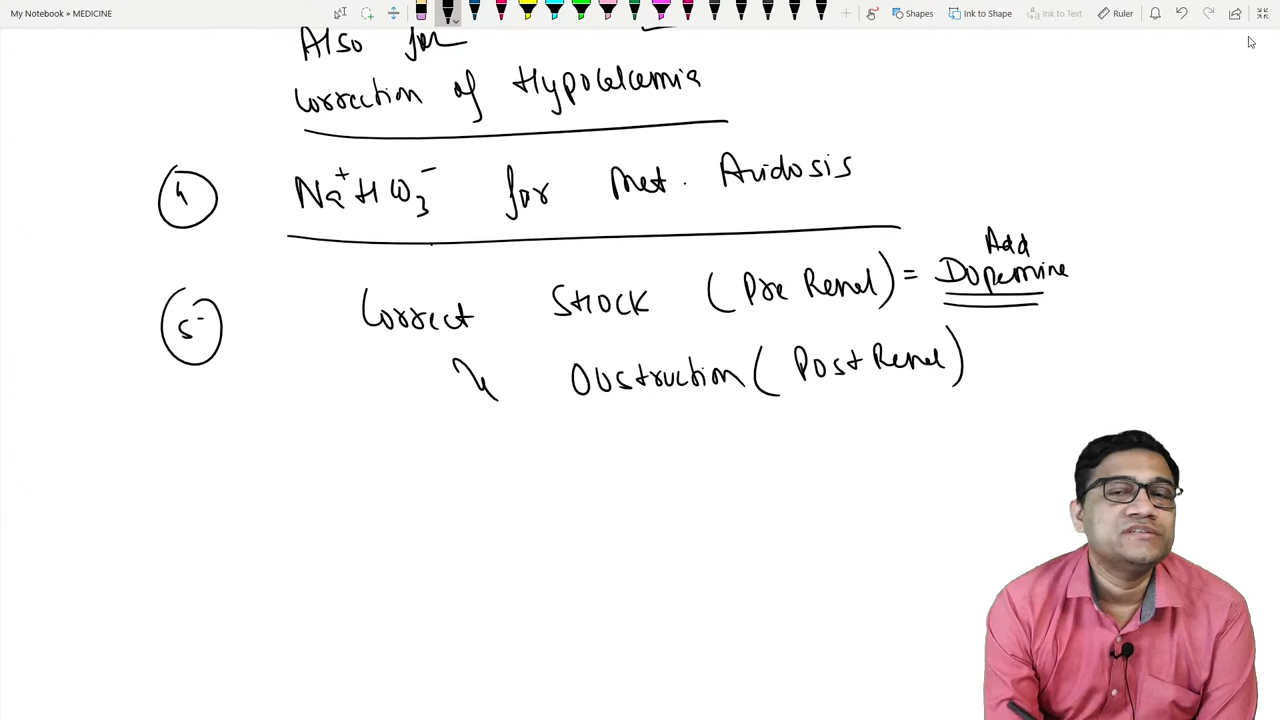 My Notebook » MEDICINE
Shapes
Ink to Shape
Ink to Text
Ruler
Also for
Correction of Hypocalcemia
4
Na⁺HCO₃⁻ for Met. Acidosis
5 Correct Shock (Pre Renal) = Add Dopamine
Obstruction (Post Renal)